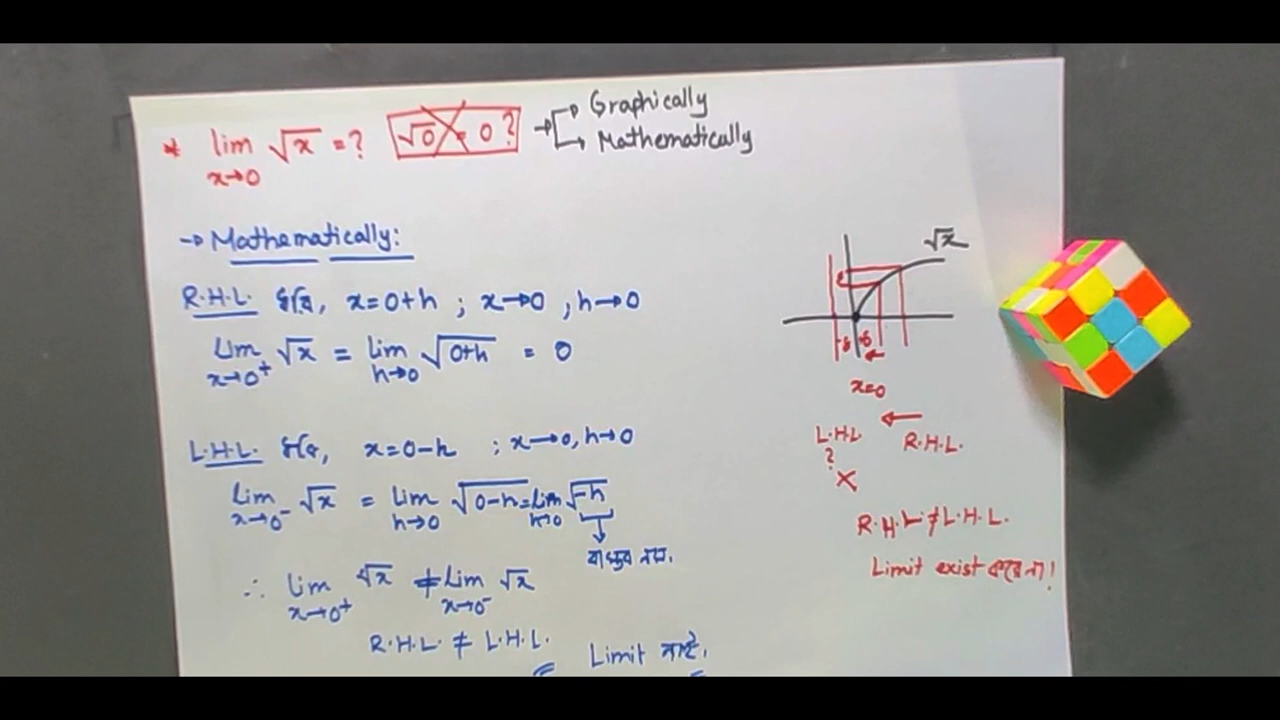 * lim x→0 √x = ? √0 = 0 ?
→ Graphically
→ Mathematically
→ Mathematically:
R.H.L. ধরি, x=0+h ; x→0 , h→0
Lim x→0⁺ √x = lim h→0 √0+h = 0
L.H.L. ধরি, x=0-h ; x→0, h→0
Lim x→0⁻ √x = lim h→0 √0-h = lim h→0 √-h
বাস্তব নয়.
∴ Lim x→0⁺ √x ≠ Lim x→0⁻ √x
R.H.L. ≠ L.H.L.
Limit নাই.
√x
-δ +δ
x=0
L.H.L ← R.H.L.
?
×
R.H.L ≠ L.H.L.
Limit exist করে না!